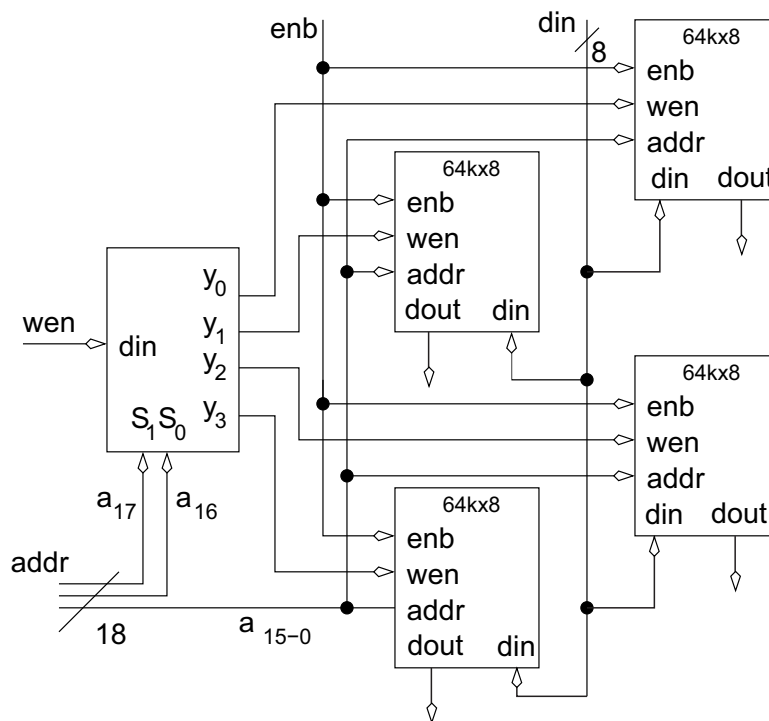 enb
din
8
64kx8
enb
wen
addr
din dout
64kx8
enb
wen
addr
dout din
wen
din
y0
y1
y2
y3
S1S0
a17
a16
64kx8
enb
wen
addr
din dout
64kx8
enb
wen
addr
dout din
addr
18
a15−0